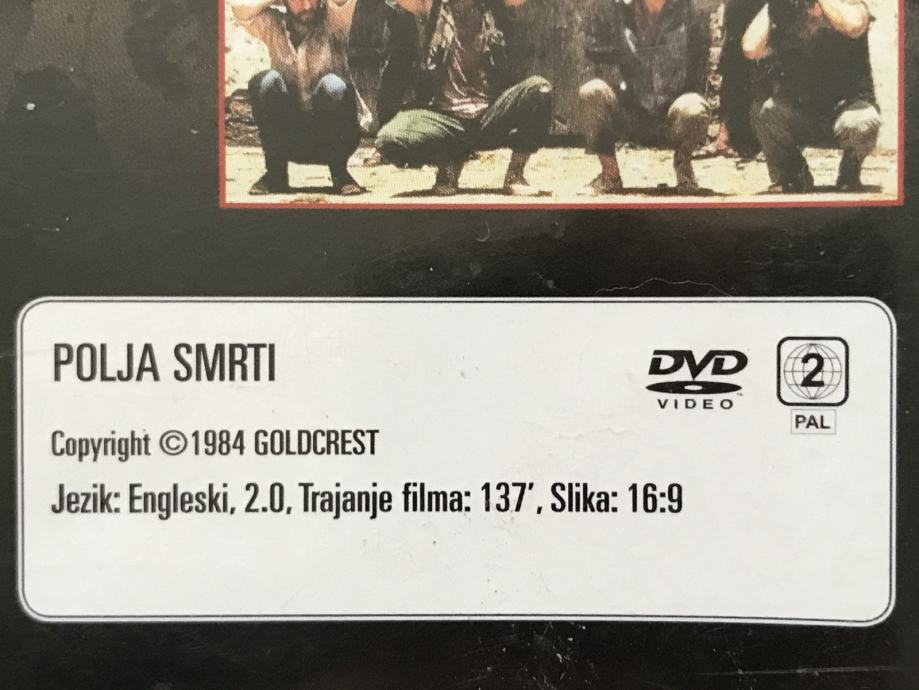 POLJA SMRTI
DVD
VIDEO
2
PAL
Copyright ©1984 GOLDCREST
Jezik: Engleski, 2.0, Trajanje filma: 137', Slika: 16:9